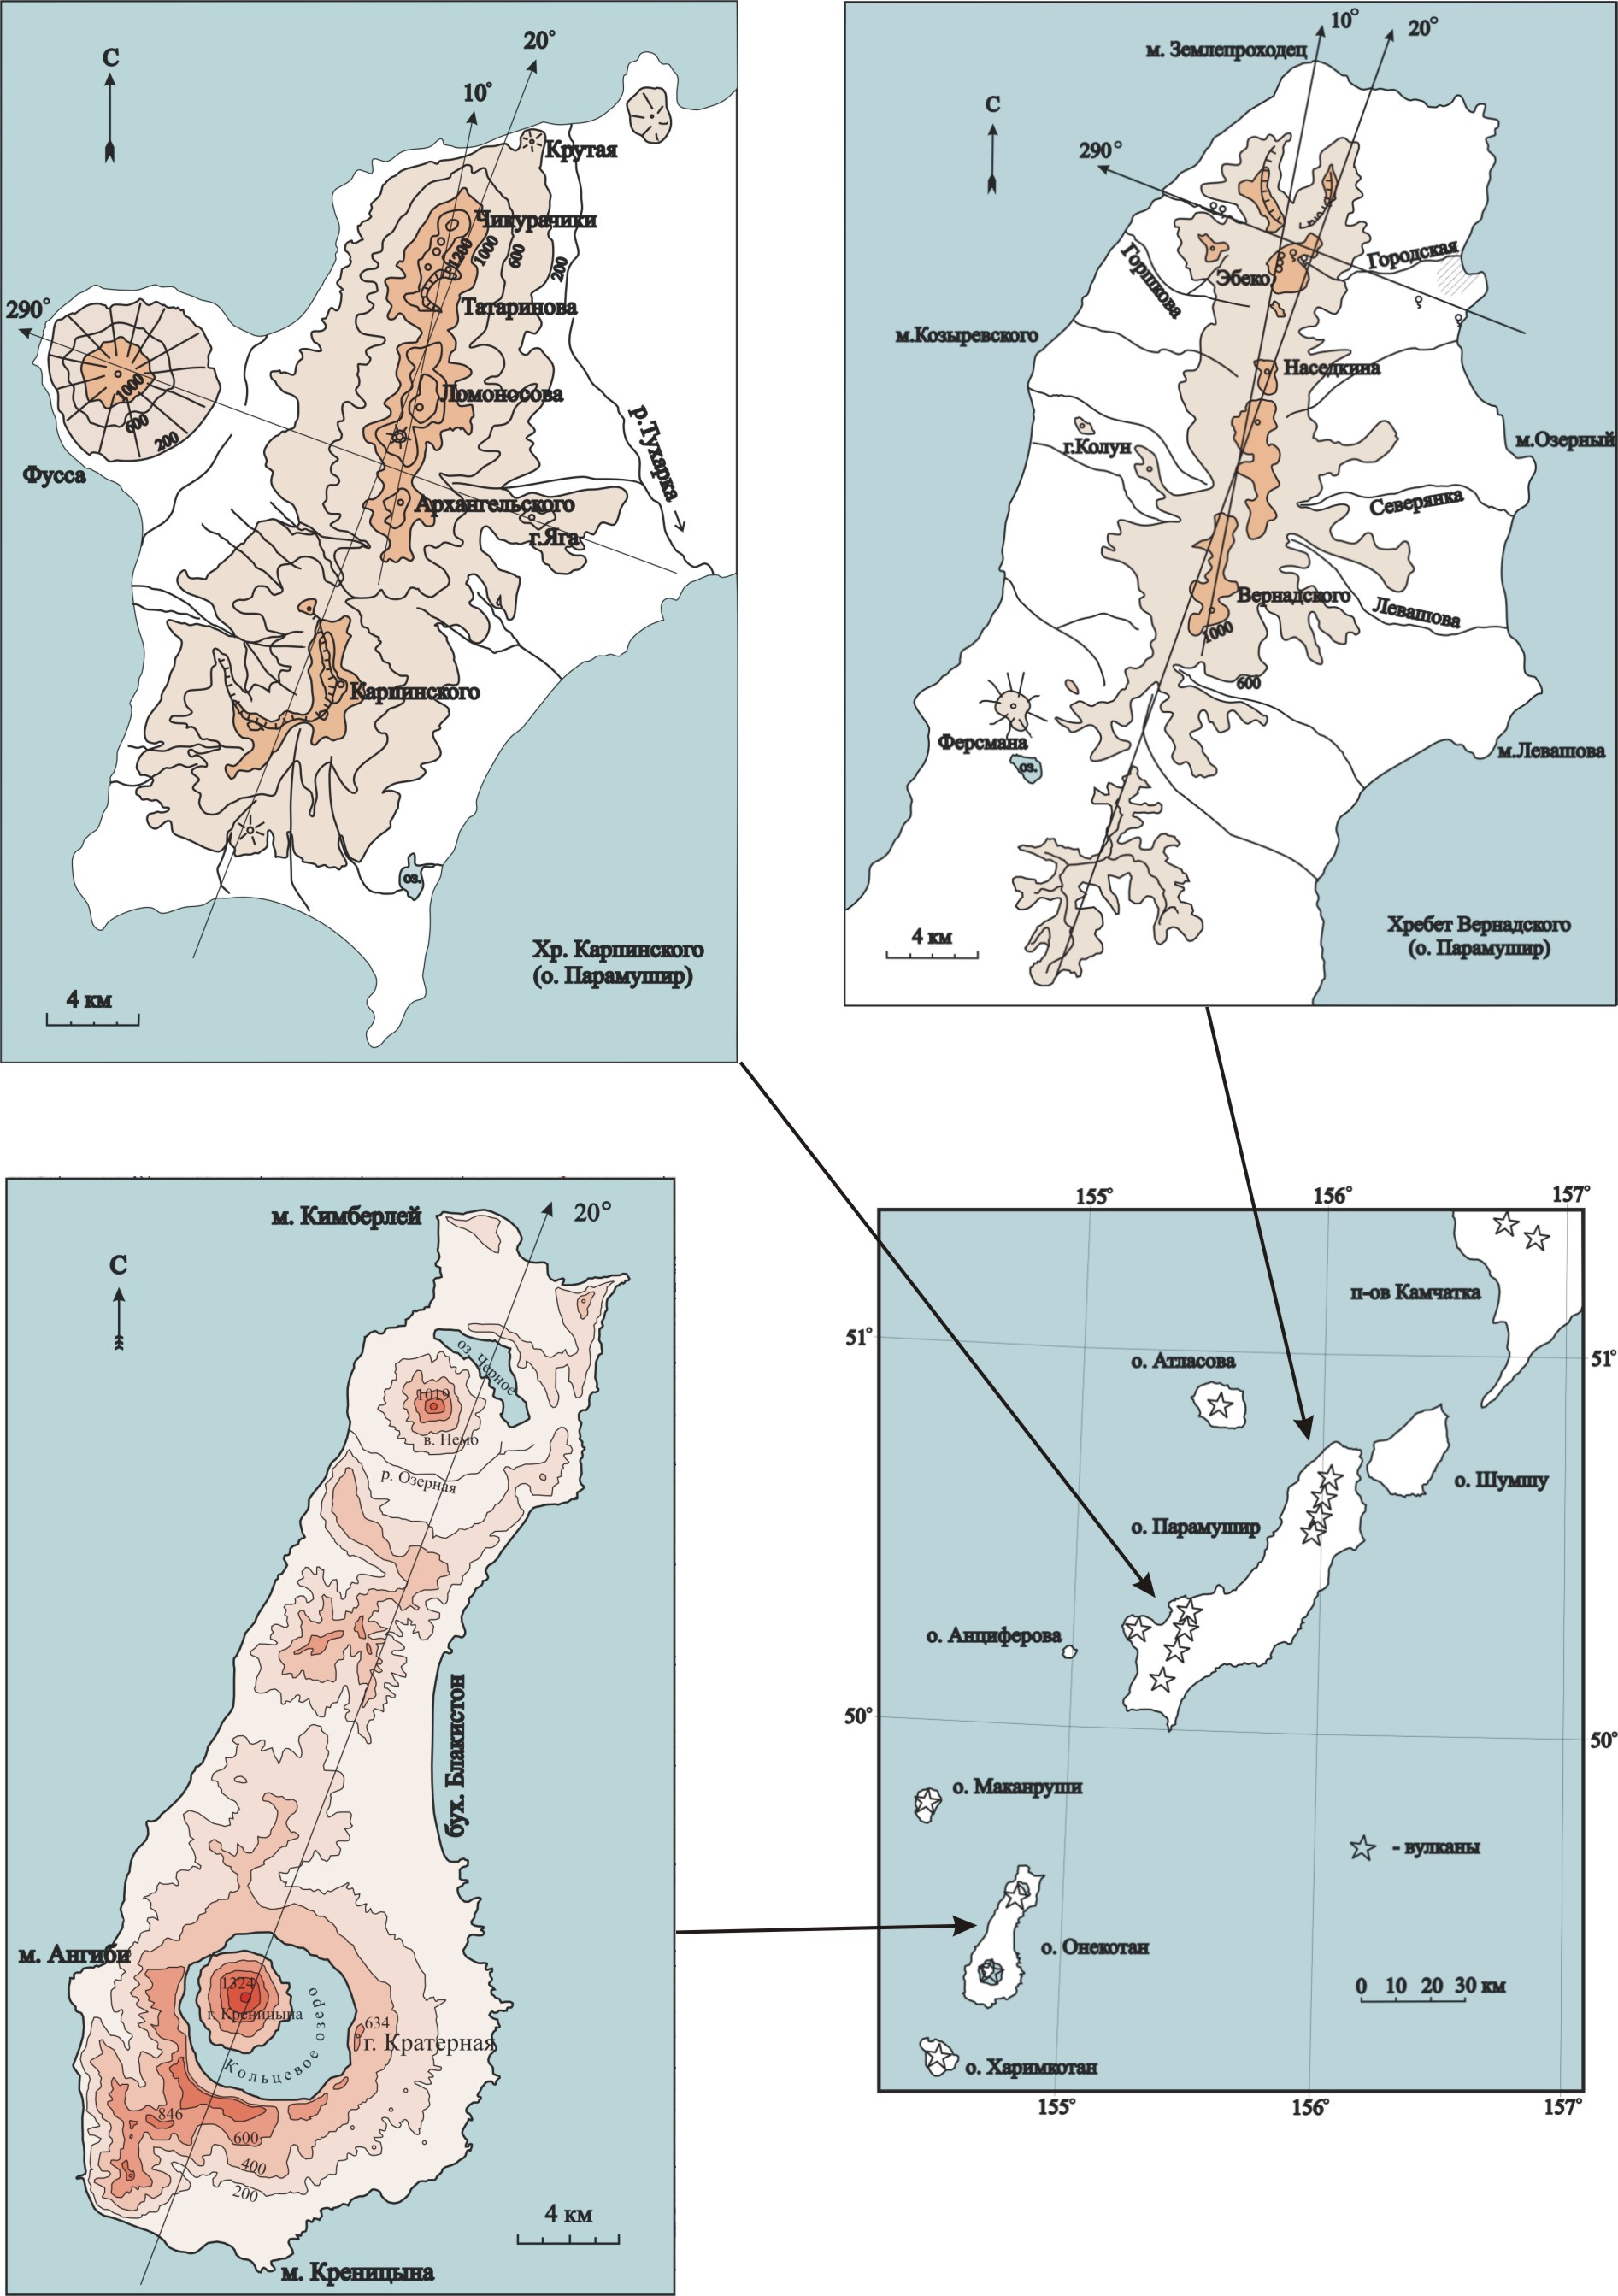 С
20°
10°
Крутая
Чикурачики
1200
1000
600
200
Татаринова
290°
1000
600
200
Фусса
Ломоносова
р.Тухарка
Архангельского
г.Яга
Карпинского
оз.
Хр. Карпинского
(о. Парамушир)
4 км
10°
20°
м. Землепроходец
С
290°
Горшкова
Эбеко
Городская
м.Козыревского
Наседкина
м.Озерный
г.Колун
Северянка
Вернадского
Левашова
1000
600
Ферсмана
оз.
м.Левашова
4 км
Хребет Вернадского
(о. Парамушир)
м. Кимберлей
20°
С
оз. Черное
1019
в. Немо
р. Озерная
бух. Блакистон
м. Ангиби
1324
г. Креницына
Кольцевое озеро
634
г. Кратерная
846
600
400
200
4 км
м. Креницына
155°
156°
157°
п-ов Камчатка
51°
51°
о. Атласова
о. Шумшу
о. Парамушир
о. Анциферова
50°
50°
о. Маканруши
- вулканы
о. Онекотан
0 10 20 30 км
о. Харимкотан
155°
156°
157°